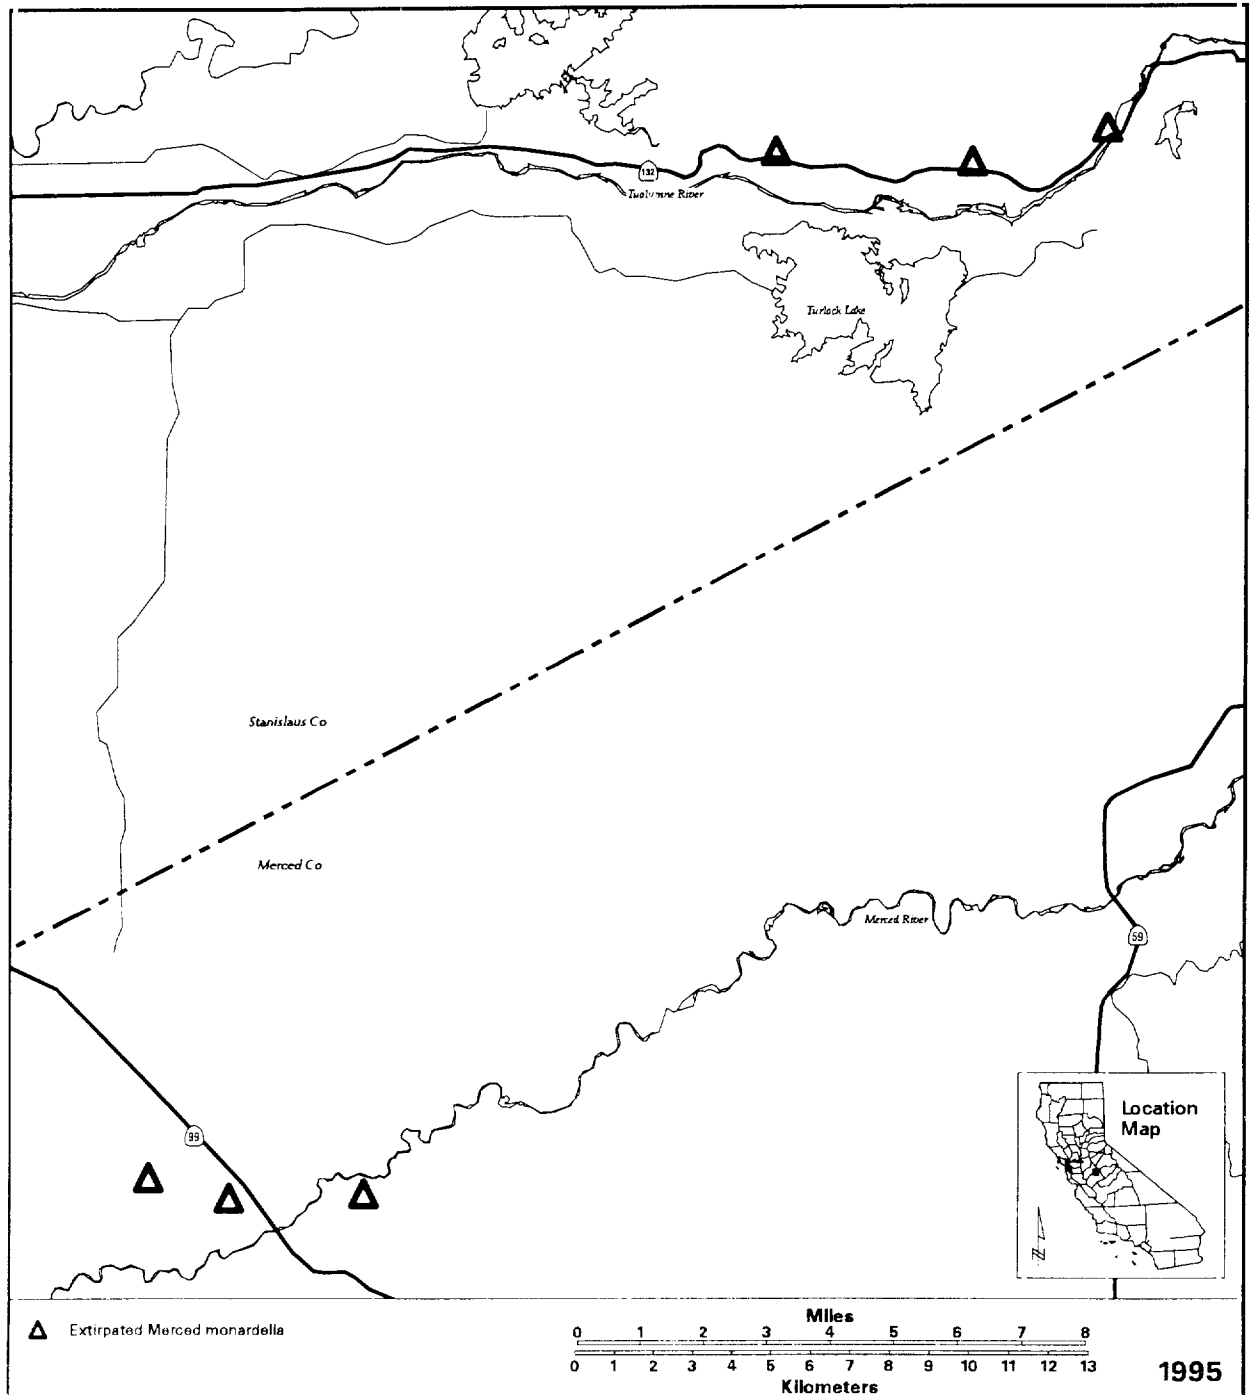 132
Tuolumne River
Turlock Lake
Stanislaus Co
Merced Co
Merced River
59
99
Location
Map
N
Extirpated Merced monardella
Miles
0 1 2 3 4 5 6 7 8
0 1 2 3 4 5 6 7 8 9 10 11 12 13
Kilometers
1995